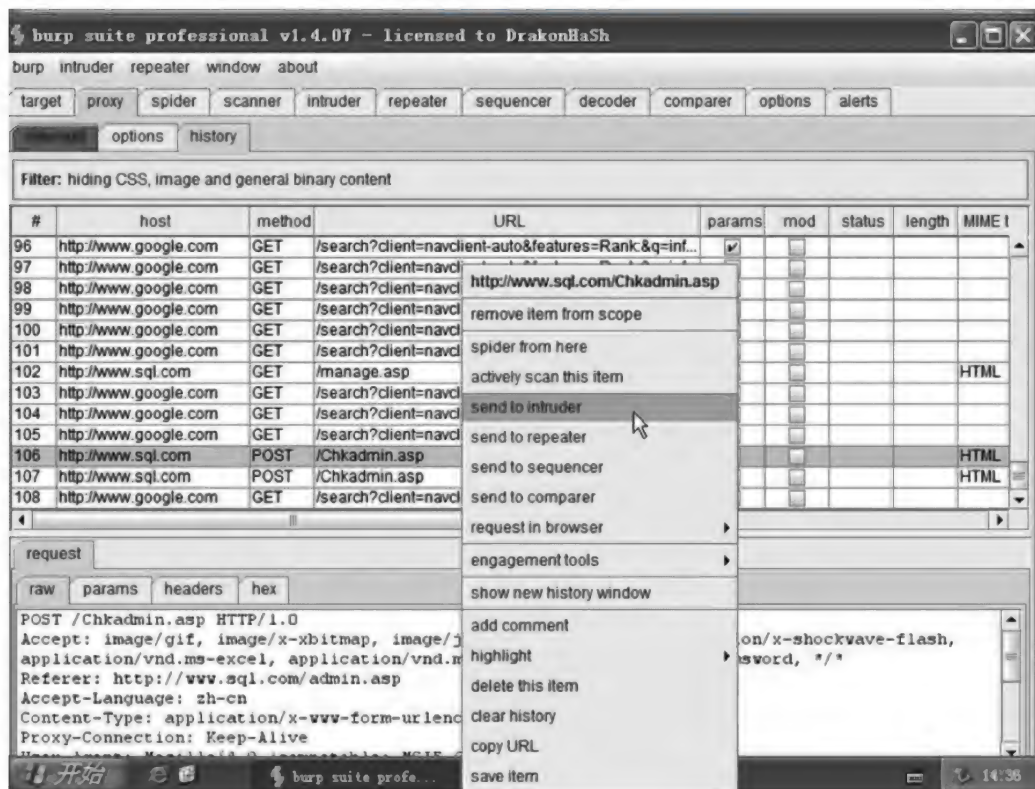 burp suite professional v1.4.07 - licensed to DrakonHaSh
burp intruder repeater window about
target proxy spider scanner intruder repeater sequencer decoder comparer options alerts
options history
Filter: hiding CSS, image and general binary content
# host method URL params mod status length MIME t...
96 http://www.google.com GET /search?client=navclient-auto&features=Rank:&q=inf...
97 http://www.google.com GET
98 http://www.google.com GET /search?client=navcl
99 http://www.google.com GET /search?client=navcl
100 http://www.google.com GET /search?client=navcl
101 http://www.google.com GET /search?client=navcl
102 http://www.sql.com GET /manage.asp HTML
103 http://www.google.com GET /search?client=navcl
104 http://www.google.com GET /search?client=navcl
105 http://www.google.com GET /search?client=navcl
106 http://www.sql.com POST /Chkadmin.asp HTML
107 http://www.sql.com POST /Chkadmin.asp HTML
108 http://www.google.com GET /search?client=navcl
http://www.sql.com/Chkadmin.asp
remove item from scope
spider from here
actively scan this item
send to intruder
send to repeater
send to sequencer
send to comparer
request in browser
engagement tools
show new history window
add comment
highlight
delete this item
clear history
copy URL
save item
request
raw params headers hex
POST /Chkadmin.asp HTTP/1.0
Accept: image/gif, image/x-xbitmap, image/j on/x-shockwave-flash,
application/vnd.ms-excel, application/vnd.m sword, */*
Referer: http://www.sql.com/admin.asp
Accept-Language: zh-cn
Content-Type: application/x-www-form-urlenc
Proxy-Connection: Keep-Alive
开始 burp suite profe... 14:36